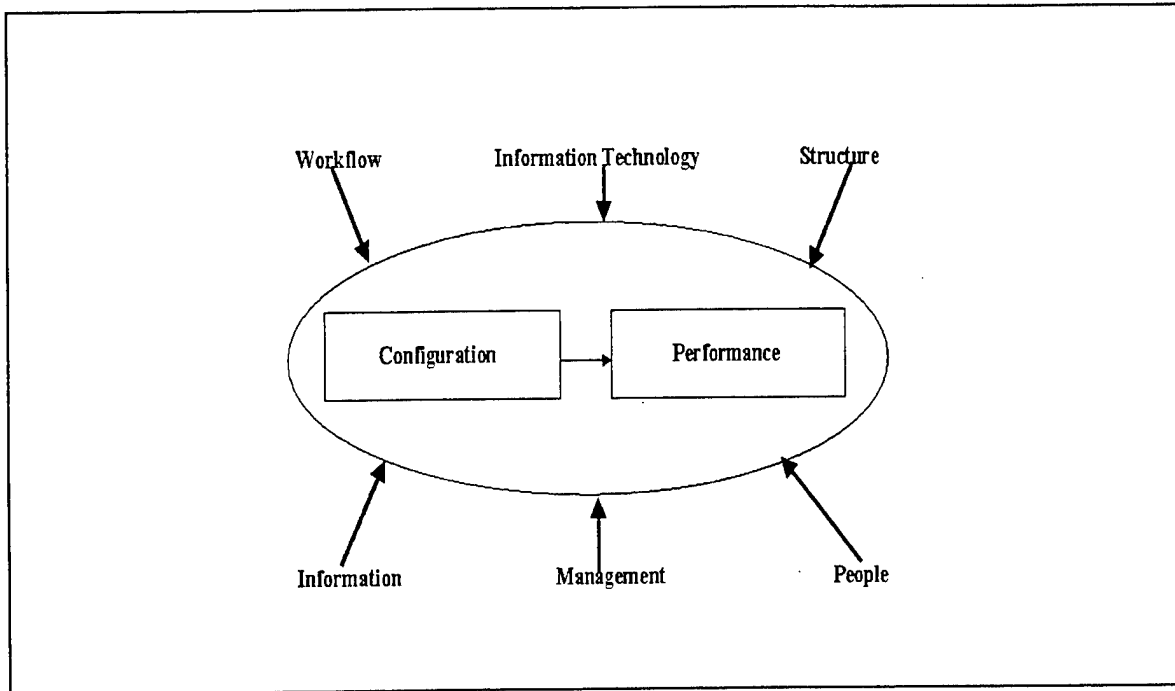 Workflow
Information Technology
Structure
Configuration
Performance
Information
Management
People